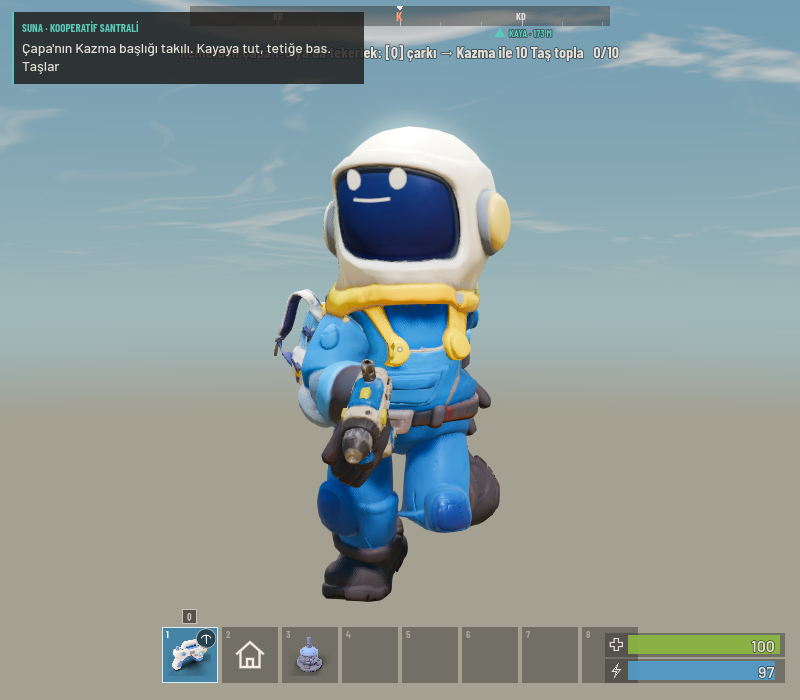 K
KD
KAYA · 173 M
SUNA · KOOPERATİF SANTRALİ
Çapa'nın Kazma başlığı takılı. Kayaya tut, tetiğe bas.
Taşlar
[Q] çarkı → Kazma ile 10 Taş topla 0/10
Q
1
2
3
4
5
6
7
8
100
97